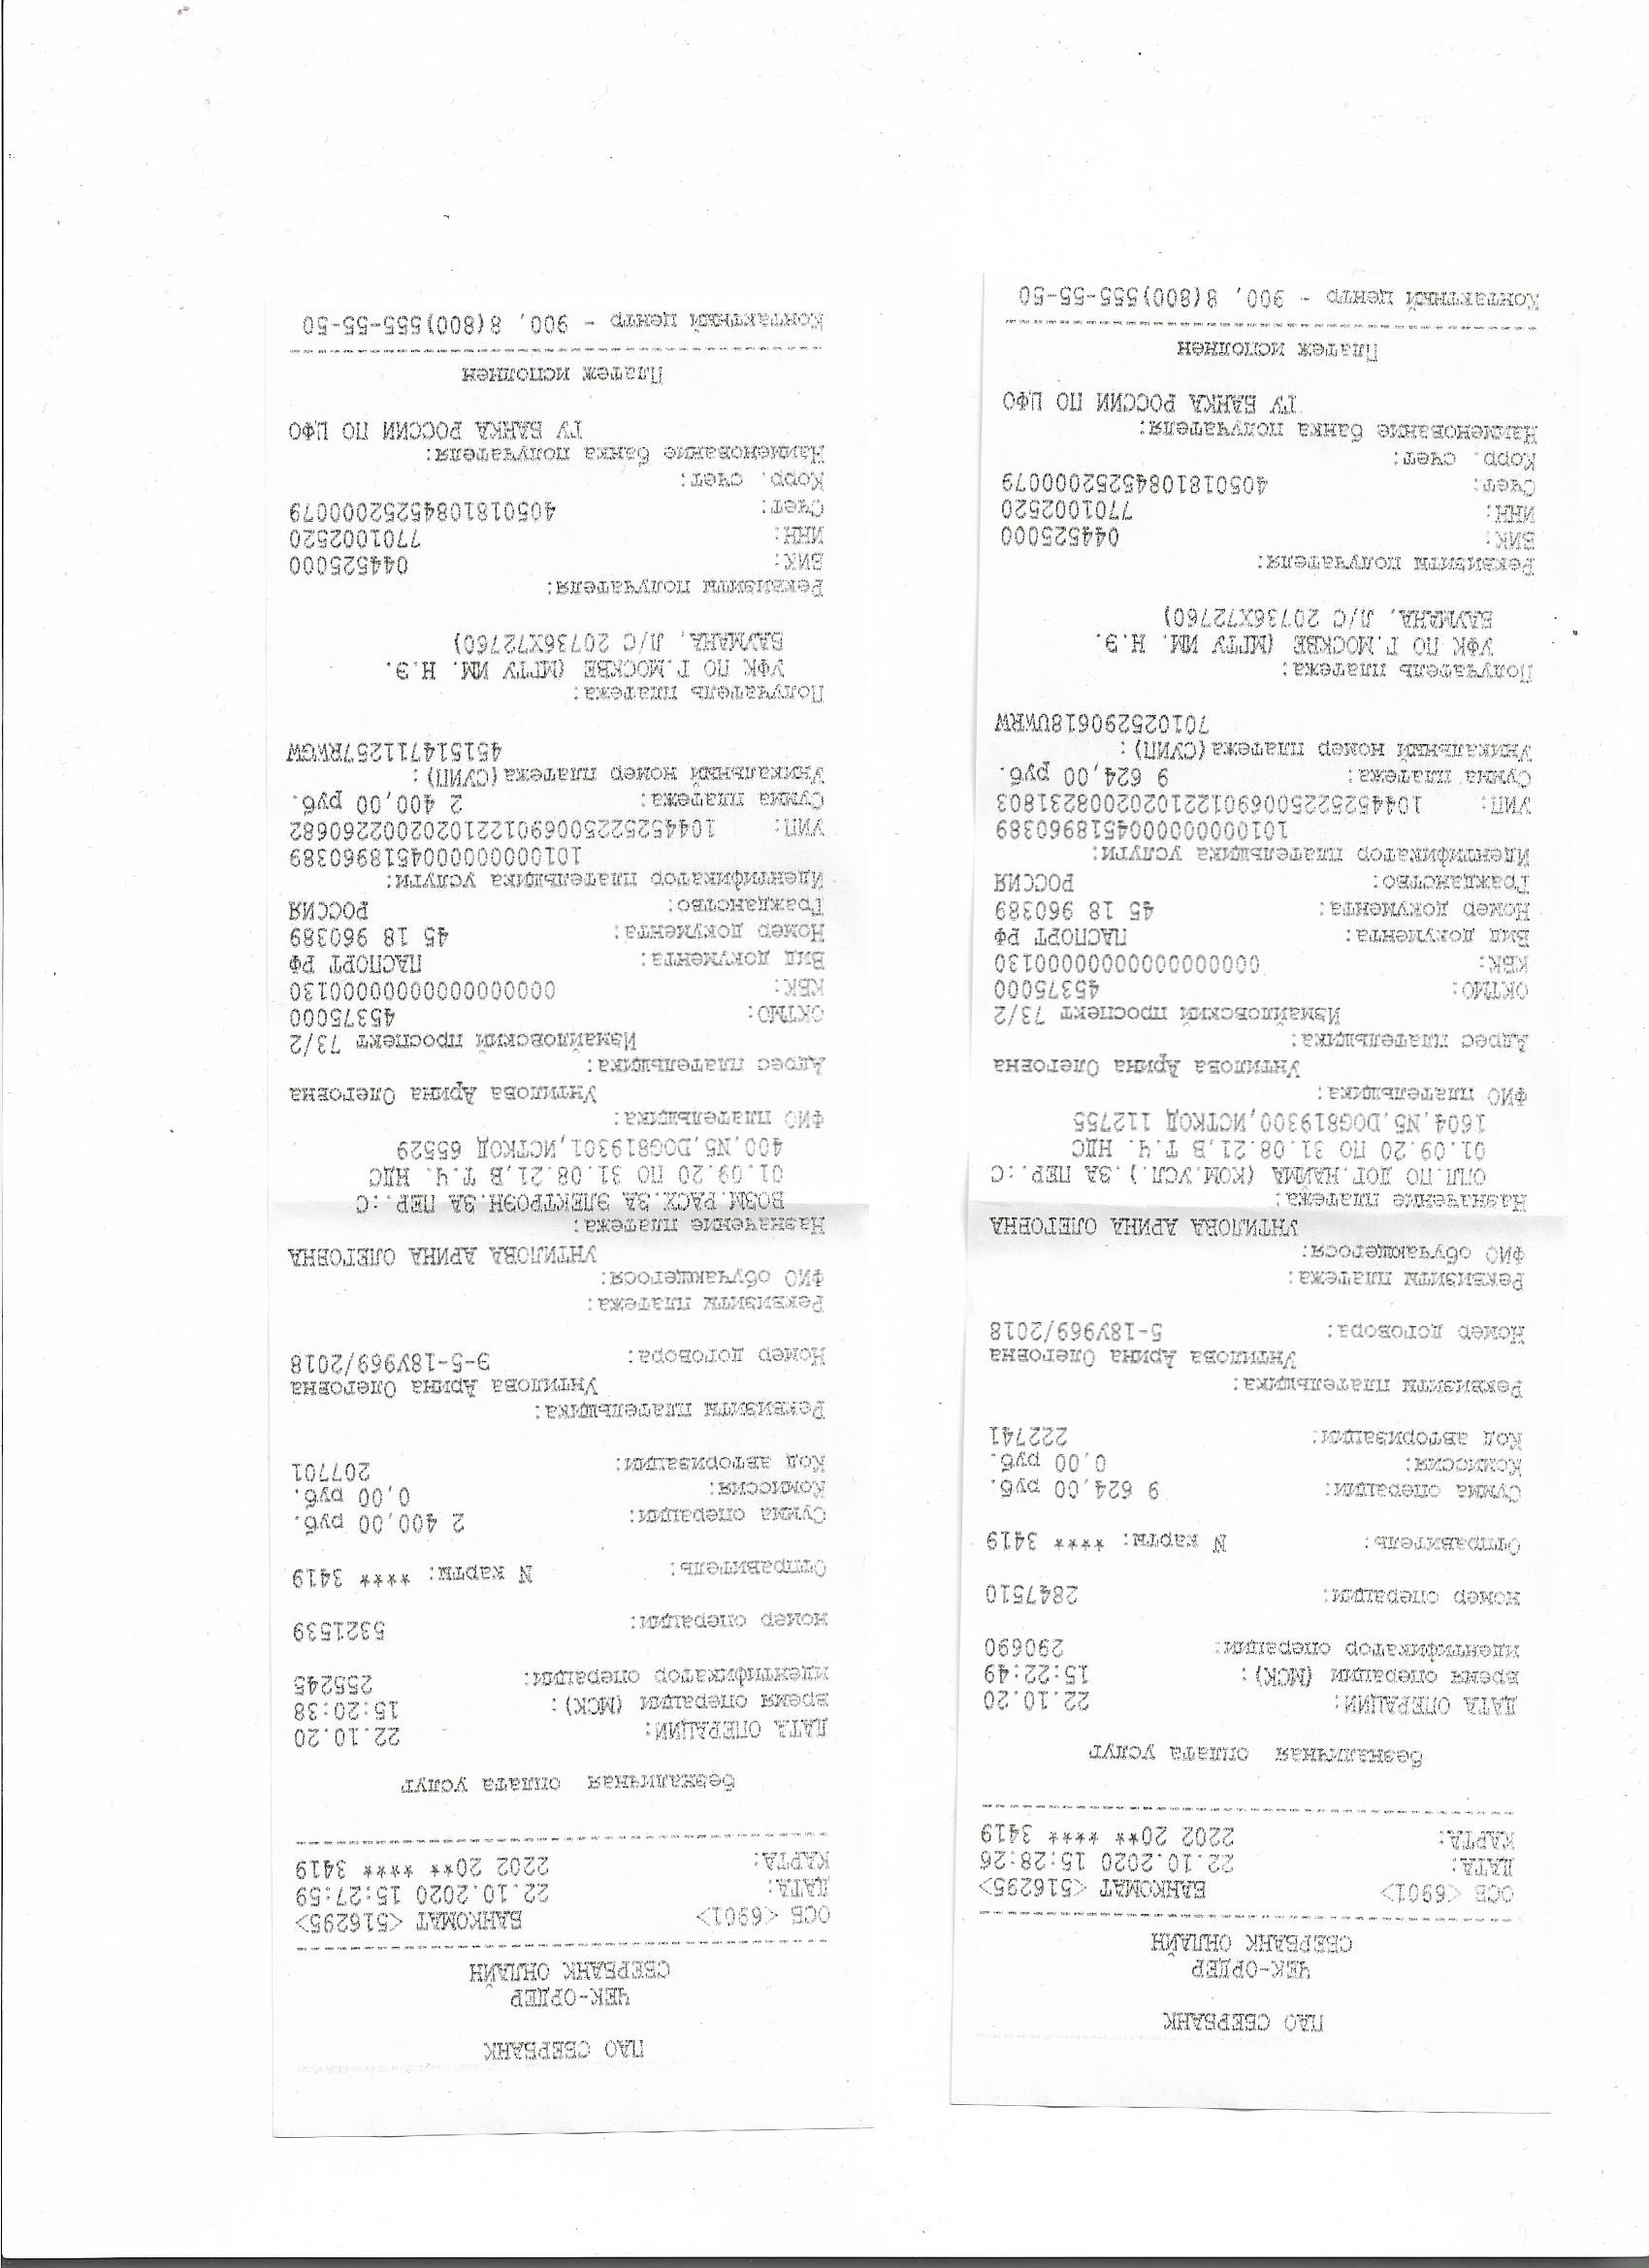 ПАО СБЕРБАНК
ЧЕК-ОРДЕР
СБЕРБАНК ОНЛАЙН
ОСБ <6901> БАНКОМАТ <516295>
ДАТА: 22.10.2020 15:28:26
КАРТА: 2202 20** **** 3419
безналичная оплата услуг
ДАТА ОПЕРАЦИИ: 22.10.20
время операции (МСК): 15:22:49
идентификатор операции: 290690
номер операции: 2847510
Отправитель: N карты: **** 3419
Сумма операции: 9 624,00 руб.
Комиссия: 0,00 руб.
Код авторизации: 222741
Реквизиты плательщика:
Унтилова Арина Олеговна
Номер договора: 5-18У969/2018
Реквизиты платежа:
ФИО обучающегося:
УНТИЛОВА АРИНА ОЛЕГОВНА
Назначение платежа:
ОПЛ.ПО ДОГ.НАЙМА (КОМ.УСЛ.).ЗА ПЕР.:С
01.09.20 ПО 31.08.21,В Т.Ч. НДС
1604,N5,DOG819300,ИСТКОД 112755
ФИО плательщика:
Унтилова Арина Олеговна
Адрес плательщика:
Измайловский проспект 73/2
ОКТМО: 45375000
КБК: 00000000000000000130
Вид документа: ПАСПОРТ РФ
Номер документа: 45 18 960389
Гражданство: РОССИЯ
Идентификатор плательщика услуги:
1010000000004518960389
УИП: 10445252250069012210202008231803
Сумма платежа: 9 624,00 руб.
Уникальный номер платежа(СУИП):
701025290618UWRW
Получатель платежа:
УФК ПО Г.МОСКВЕ (МГТУ ИМ. Н.Э.
БАУМАНА, Л/С 20736Х72760)
Реквизиты получателя:
БИК: 044525000
ИНН: 7701002520
Счет: 40501810845252000079
Корр. счет:
Наименование банка получателя:
ГУ БАНКА РОССИИ ПО ЦФО
Платеж исполнен
Контактный центр - 900, 8(800)555-55-50
ПАО СБЕРБАНК
ЧЕК-ОРДЕР
СБЕРБАНК ОНЛАЙН
ОСБ <6901> БАНКОМАТ <516295>
ДАТА: 22.10.2020 15:27:59
КАРТА: 2202 20** **** 3419
безналичная оплата услуг
ДАТА ОПЕРАЦИИ: 22.10.20
время операции (МСК): 15:20:38
идентификатор операции: 255245
номер операции: 5321539
Отправитель: N карты: **** 3419
Сумма операции: 2 400,00 руб.
Комиссия: 0,00 руб.
Код авторизации: 207701
Реквизиты плательщика:
Унтилова Арина Олеговна
Номер договора: Э-5-18У969/2018
Реквизиты платежа:
ФИО обучающегося:
УНТИЛОВА АРИНА ОЛЕГОВНА
Назначение платежа:
ВОЗМ.РАСХ.ЗА ЭЛЕКТРОЭН.ЗА ПЕР.:С
01.09.20 ПО 31.08.21,В Т.Ч. НДС
400,N5,DOG819301,ИСТКОД 65529
ФИО плательщика:
Унтилова Арина Олеговна
Адрес плательщика:
Измайловский проспект 73/2
ОКТМО: 45375000
КБК: 00000000000000000130
Вид документа: ПАСПОРТ РФ
Номер документа: 45 18 960389
Гражданство: РОССИЯ
Идентификатор плательщика услуги:
1010000000004518960389
УИП: 10445252250069012210202002260682
Сумма платежа: 2 400,00 руб.
Уникальный номер платежа(СУИП):
451514711257RWGW
Получатель платежа:
УФК ПО Г.МОСКВЕ (МГТУ ИМ. Н.Э.
БАУМАНА, Л/С 20736Х72760)
Реквизиты получателя:
БИК: 044525000
ИНН: 7701002520
Счет: 40501810845252000079
Корр. счет:
Наименование банка получателя:
ГУ БАНКА РОССИИ ПО ЦФО
Платеж исполнен
Контактный центр - 900, 8(800)555-55-50